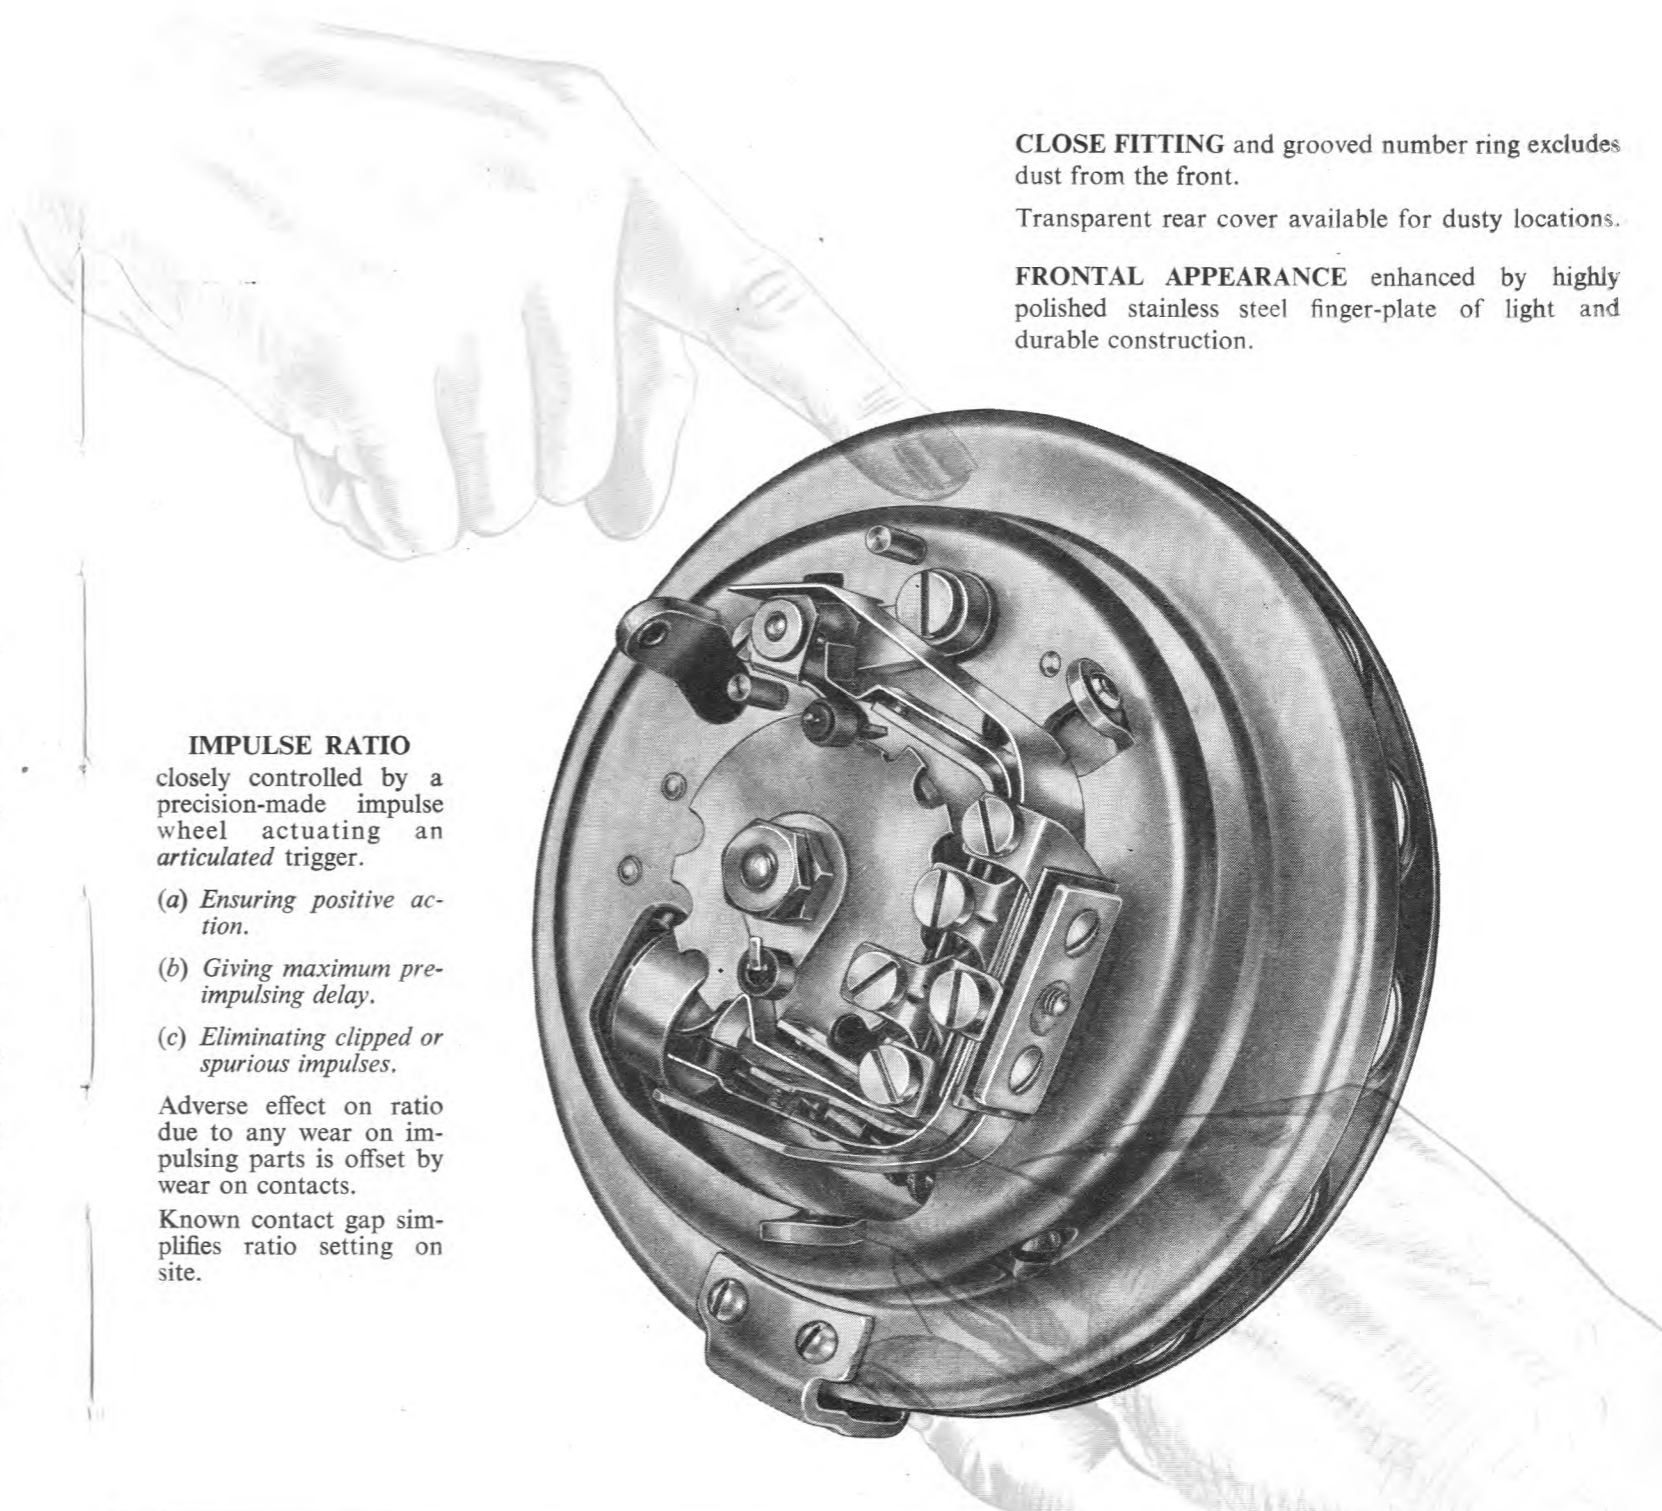 CLOSE FITTING and grooved number ring excludes
dust from the front.
Transparent rear cover available for dusty locations.
FRONTAL APPEARANCE enhanced by highly
polished stainless steel finger-plate of light and
durable construction.
IMPULSE RATIO
closely controlled by a
precision-made impulse
wheel actuating an
articulated trigger.
(a) Ensuring positive ac-
tion.
(b) Giving maximum pre-
impulsing delay.
(c) Eliminating clipped or
spurious impulses.
Adverse effect on ratio
due to any wear on im-
pulsing parts is offset by
wear on contacts.
Known contact gap sim-
plifies ratio setting on
site.